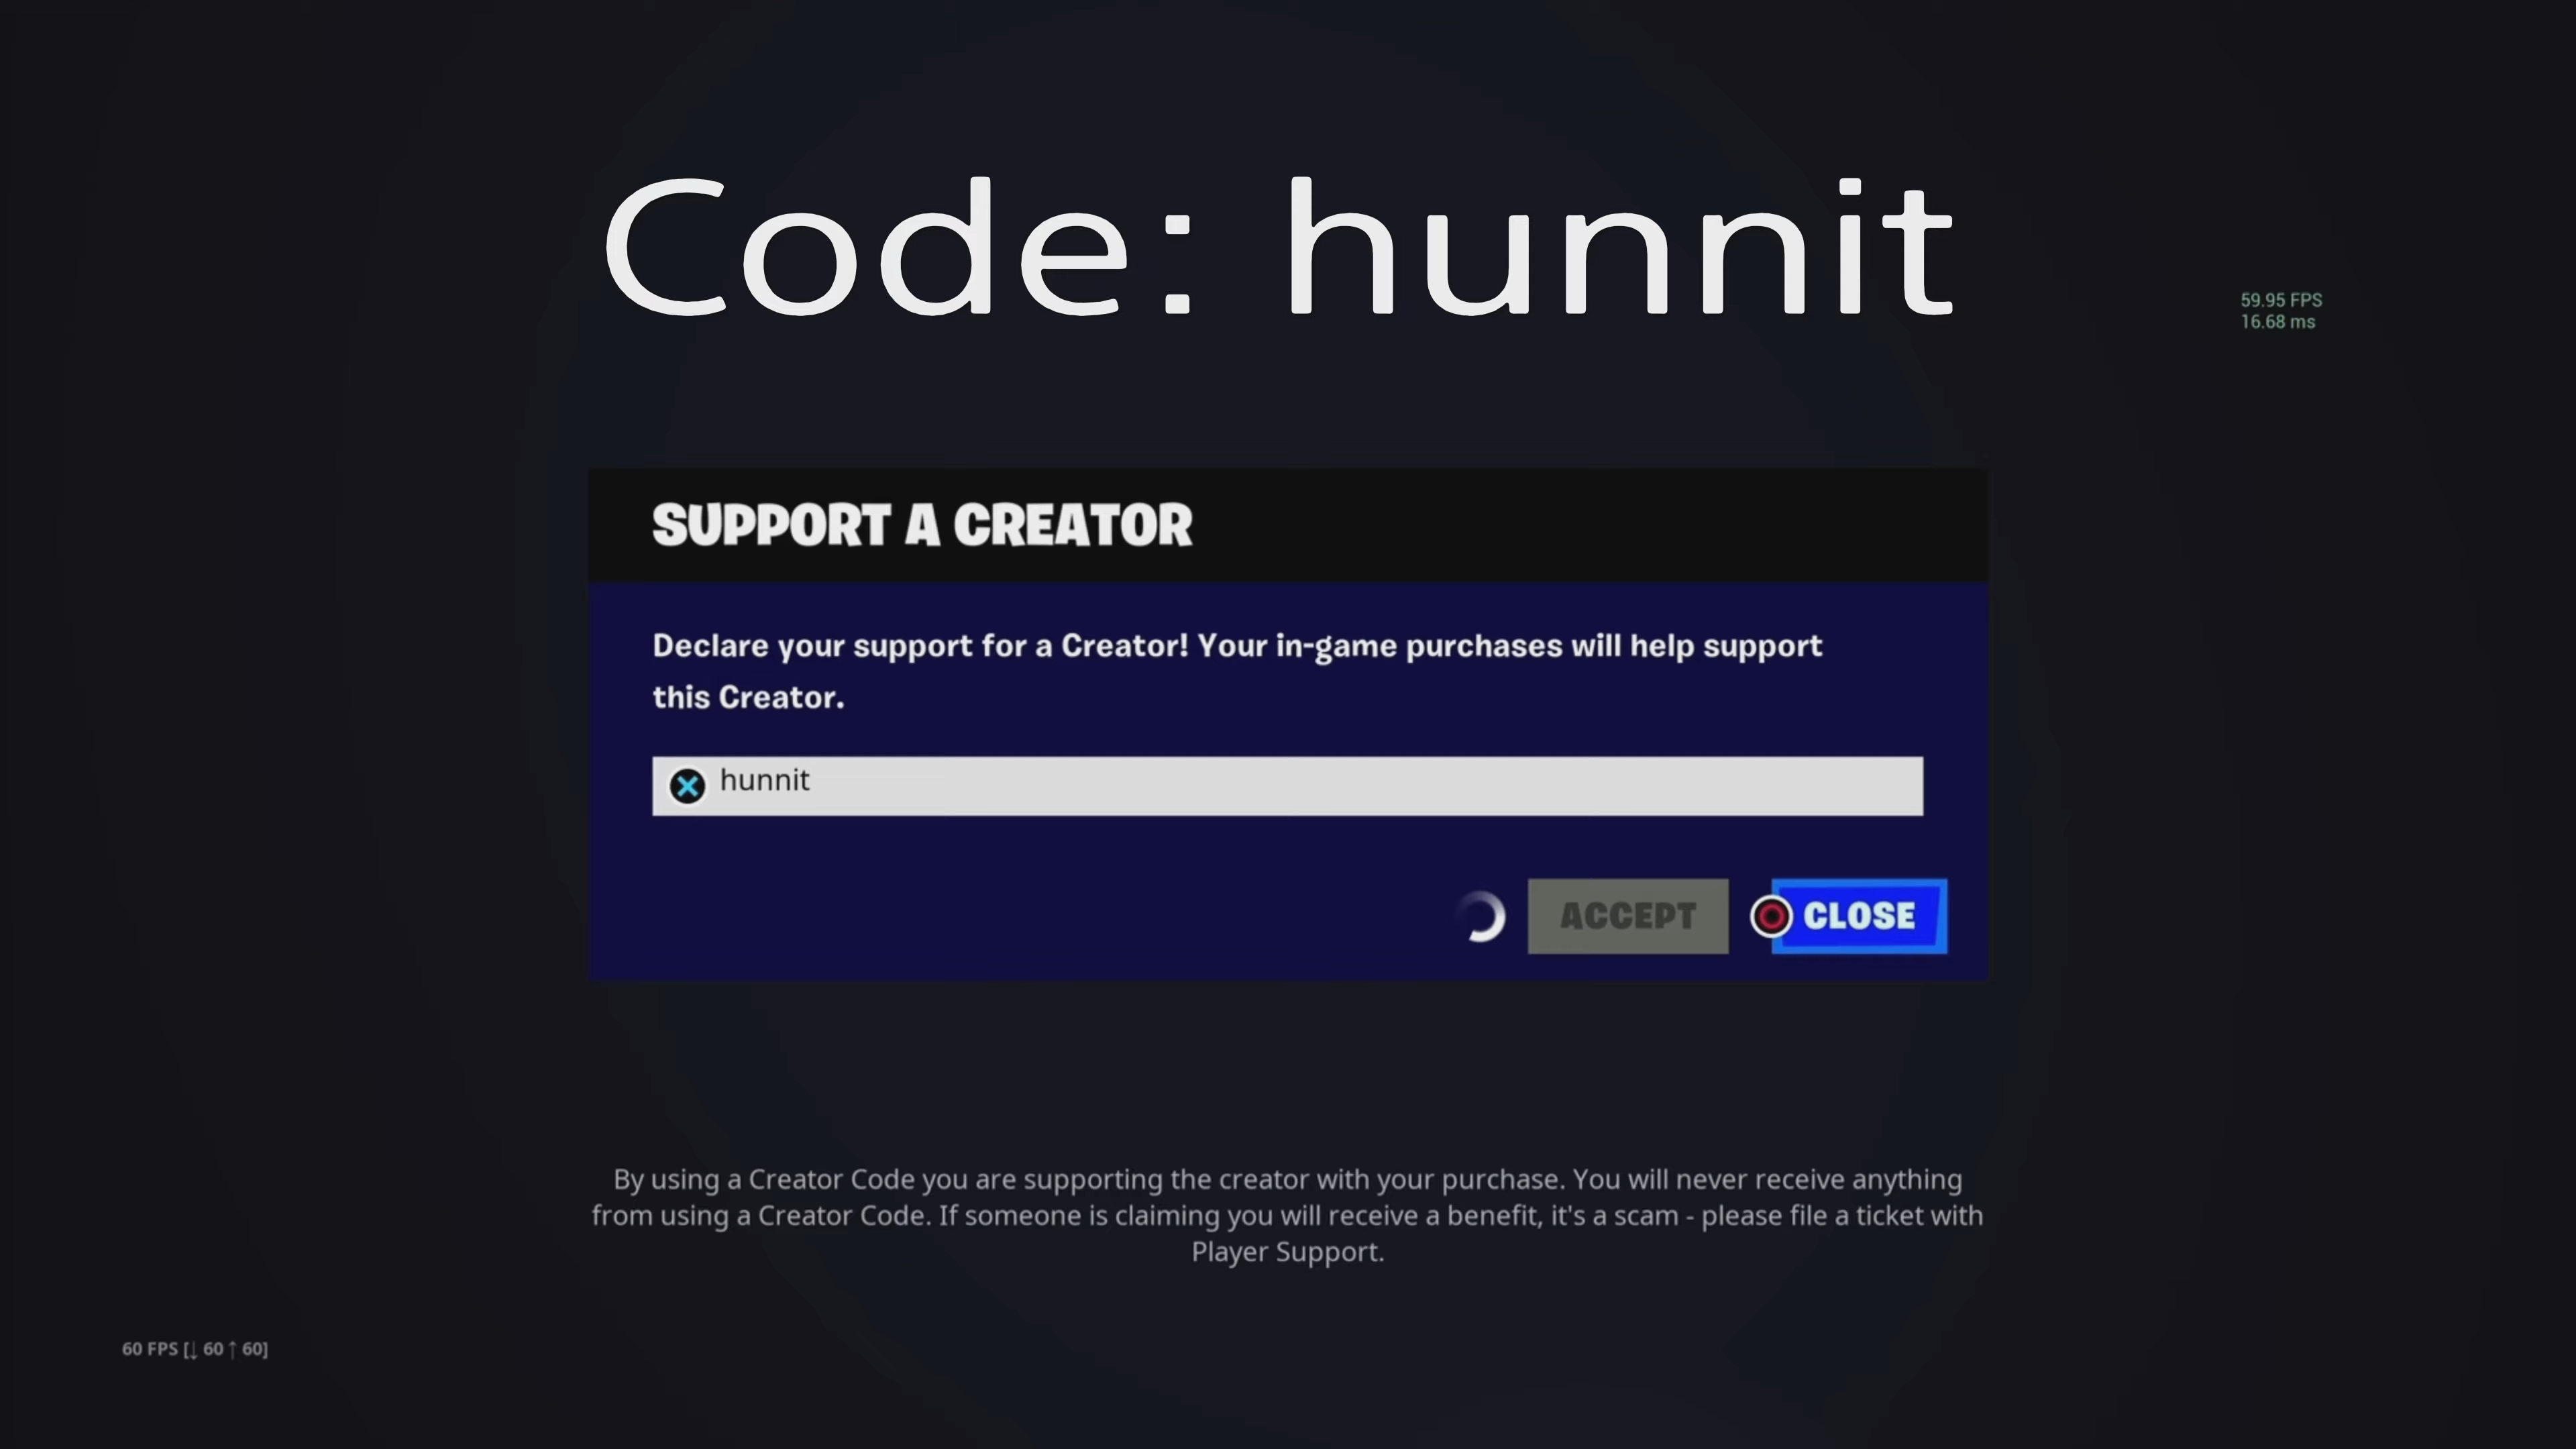 Code: hunnit
59.95 FPS
16.68 ms
SUPPORT A CREATOR
Declare your support for a Creator! Your in-game purchases will help support
this Creator.
hunnit
ACCEPT
CLOSE
By using a Creator Code you are supporting the creator with your purchase. You will never receive anything
from using a Creator Code. If someone is claiming you will receive a benefit, it's a scam - please file a ticket with
Player Support.
60 FPS [↓ 60 ↑ 60]